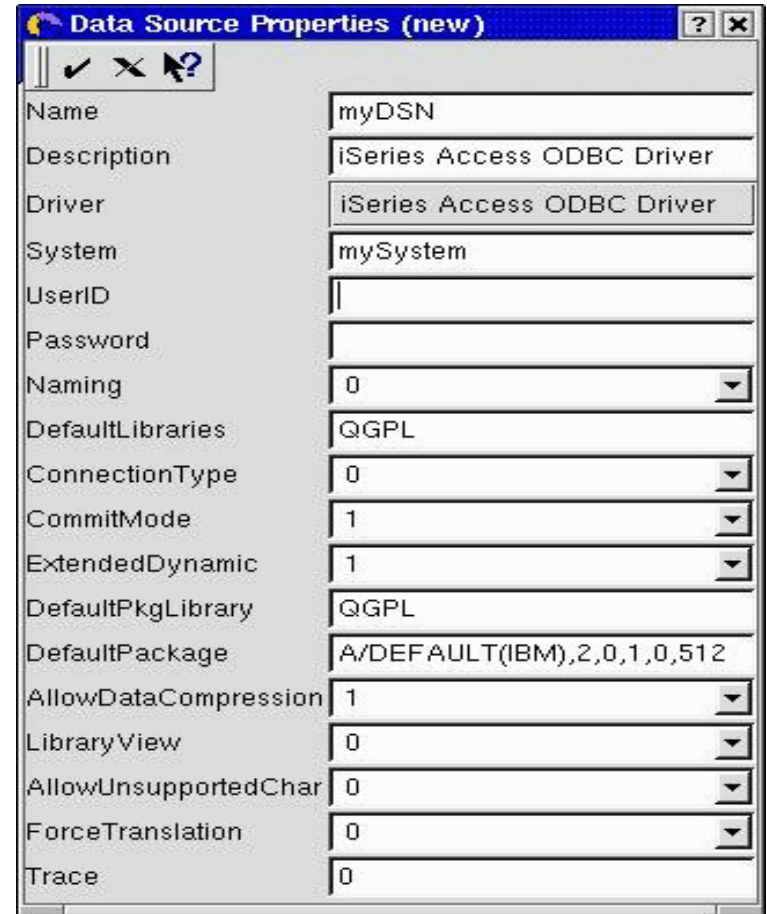 Data Source Properties (new)
Name myDSN
Description iSeries Access ODBC Driver
Driver iSeries Access ODBC Driver
System mySystem
UserID
Password
Naming 0
DefaultLibraries QGPL
ConnectionType 0
CommitMode 1
ExtendedDynamic 1
DefaultPkgLibrary QGPL
DefaultPackage A/DEFAULT(IBM),2,0,1,0,512
AllowDataCompression 1
LibraryView 0
AllowUnsupportedChar 0
ForceTranslation 0
Trace 0